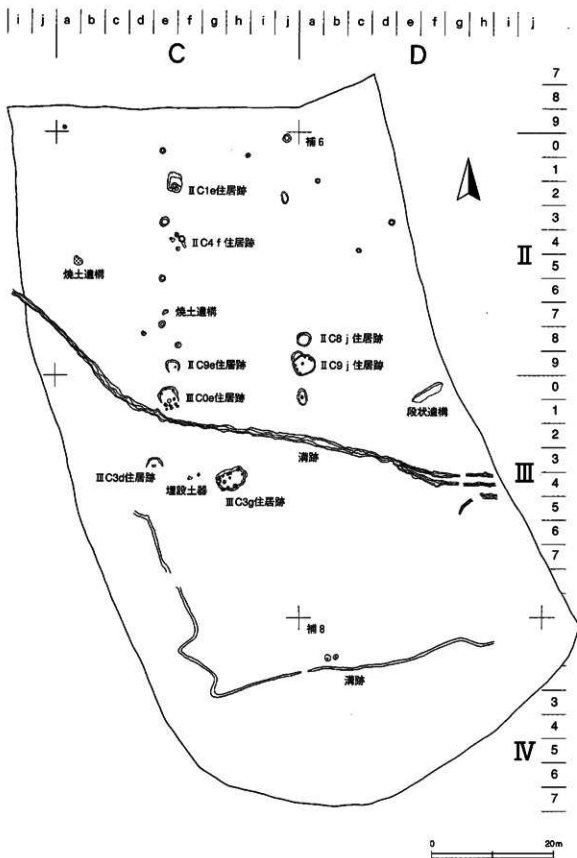 i j a b c d e f g h i j a b c d e f g h i j
C D
7
8
9
補6
0
1
ⅡC1e住居跡
2
3
ⅡC4f住居跡
4
Ⅱ
5
焼土遺構
6
焼土遺構
7
ⅡC8j住居跡
8
ⅡC9e住居跡
ⅡC9j住居跡
9
0
ⅢC0e住居跡
段状遺構
1
溝跡
2
3
ⅢC3d住居跡
埋設土器
Ⅲ
4
ⅢC3g住居跡
5
6
7
補8
溝跡
3
4
Ⅳ
5
6
7
0 20m